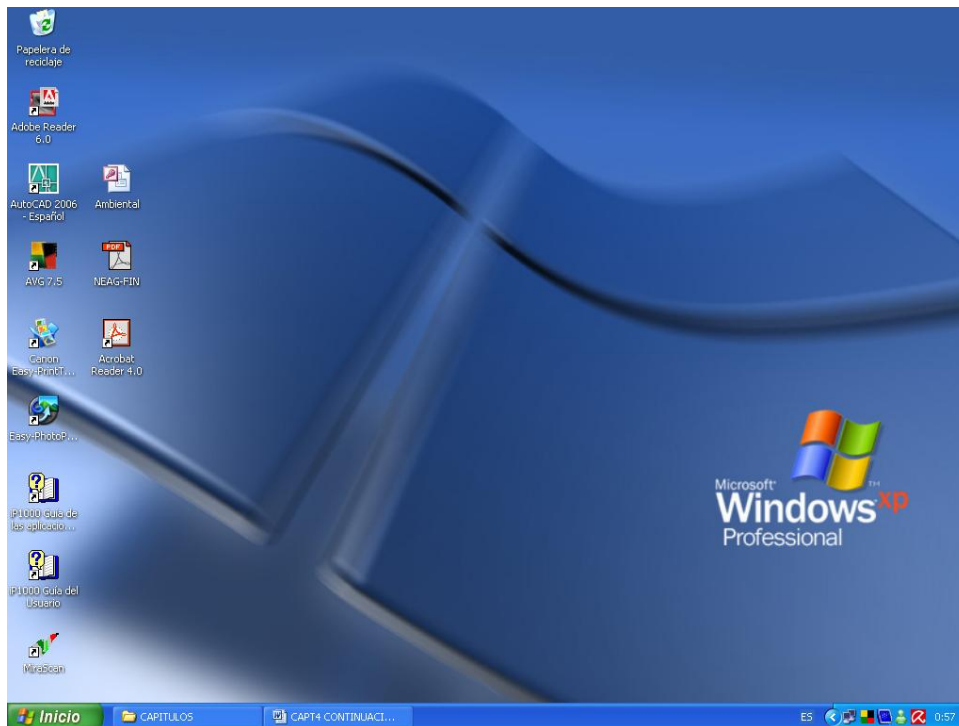 Papelera de
reciclaje
Adobe Reader
6.0
AutoCAD 2006
- Español
Ambiental
AVG 7.5
PDF
NEAG-FIN
Canon
Easy-PrintT...
Acrobat
Reader 4.0
Easy-PhotoP...
iP1000 Guía de
las aplicacio...
iP1000 Guía del
Usuario
MiraScan
Microsoft
Windows xp
TM
Professional
Inicio
CAPITULOS
CAPT4 CONTINUACI...
ES
0:57